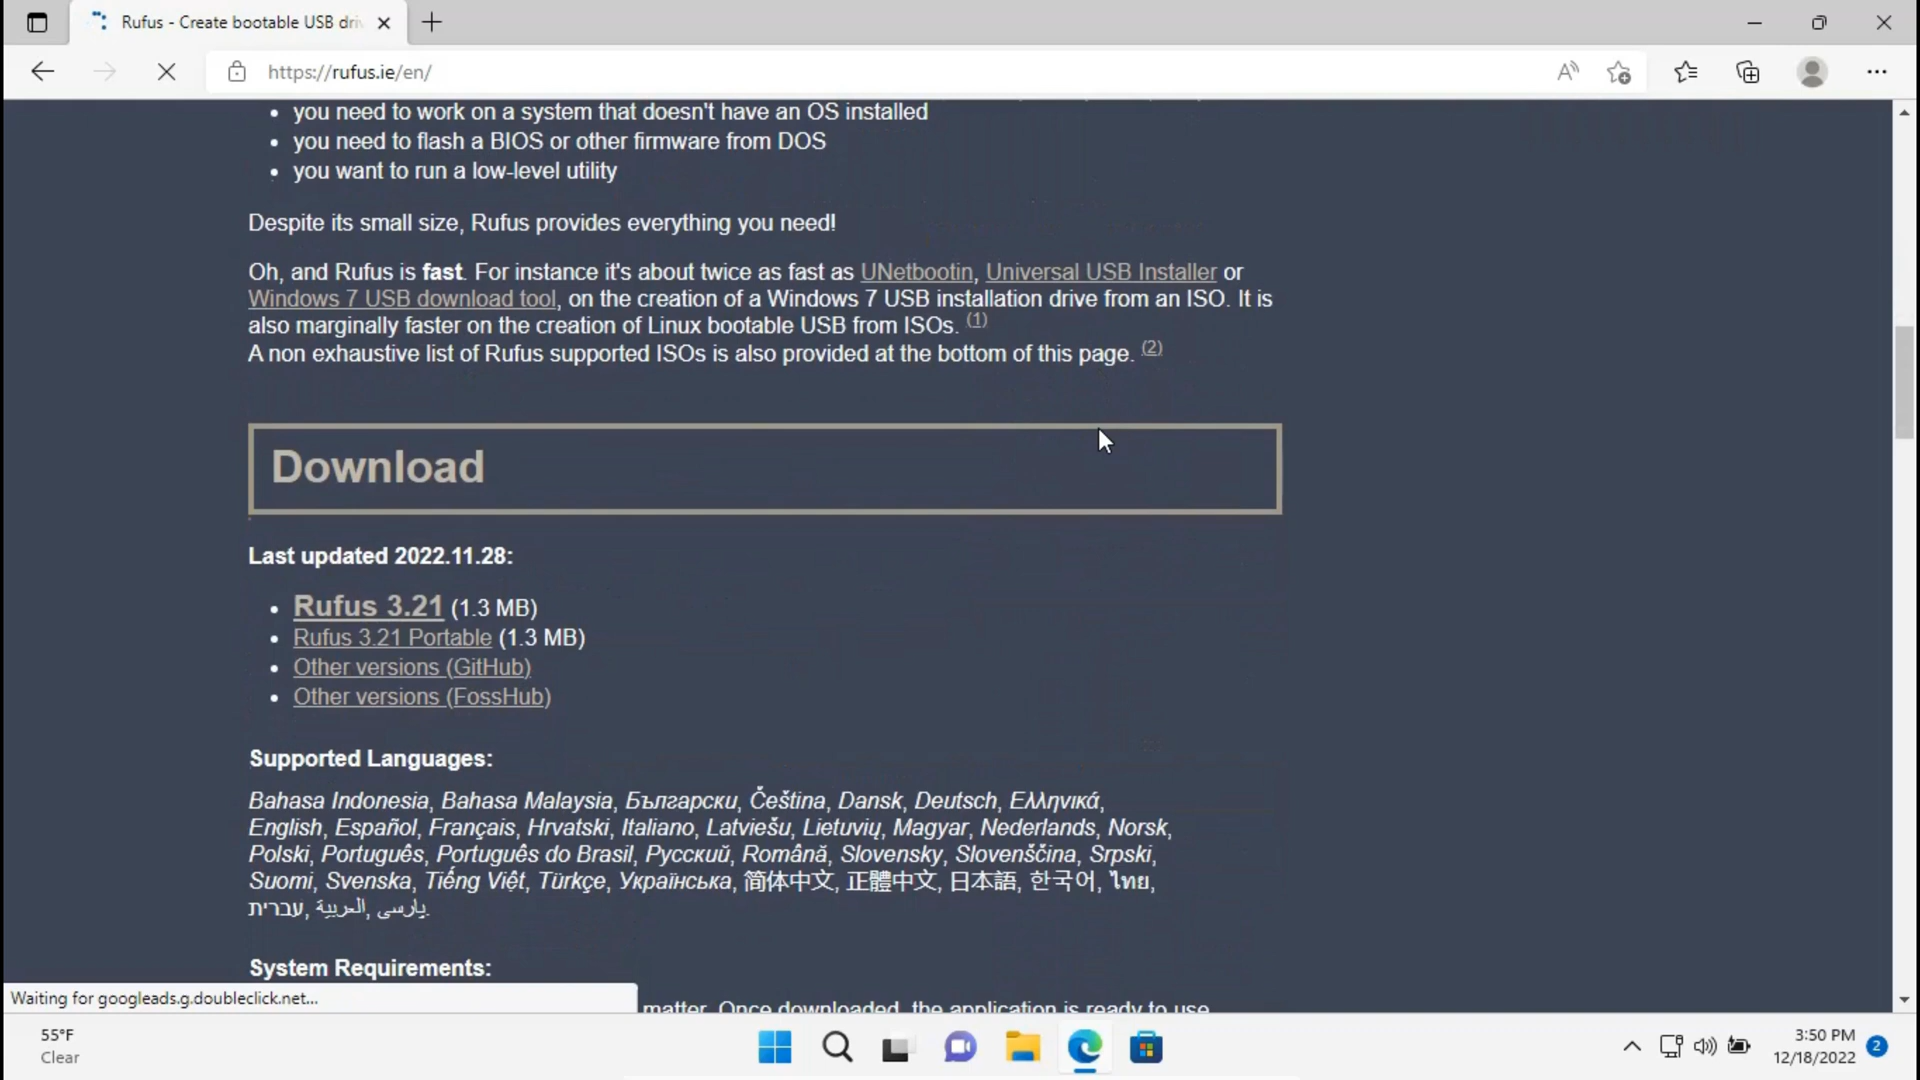 Rufus - Create bootable USB dri
https://rufus.ie/en/
you need to work on a system that doesn't have an OS installed
you need to flash a BIOS or other firmware from DOS
you want to run a low-level utility
Despite its small size, Rufus provides everything you need!
Oh, and Rufus is fast. For instance it's about twice as fast as UNetbootin, Universal USB Installer or
Windows 7 USB download tool, on the creation of a Windows 7 USB installation drive from an ISO. It is
also marginally faster on the creation of Linux bootable USB from ISOs. (1)
A non exhaustive list of Rufus supported ISOs is also provided at the bottom of this page. (2)
Download
Last updated 2022.11.28:
Rufus 3.21 (1.3 MB)
Rufus 3.21 Portable (1.3 MB)
Other versions (GitHub)
Other versions (FossHub)
Supported Languages:
Bahasa Indonesia, Bahasa Malaysia, Български, Čeština, Dansk, Deutsch, Ελληνικά,
English, Español, Français, Hrvatski, Italiano, Latviešu, Lietuvių, Magyar, Nederlands, Norsk,
Polski, Português, Português do Brasil, Русский, Română, Slovensky, Slovenščina, Srpski,
Suomi, Svenska, Tiếng Việt, Türkçe, Українська, 简体中文, 正體中文, 日本語, 한국어, ไทย,
עברית, العربية, پارسی.
System Requirements:
matter. Once downloaded, the application is ready to use.
Waiting for googleads.g.doubleclick.net...
55°F
Clear
3:50 PM
12/18/2022
2